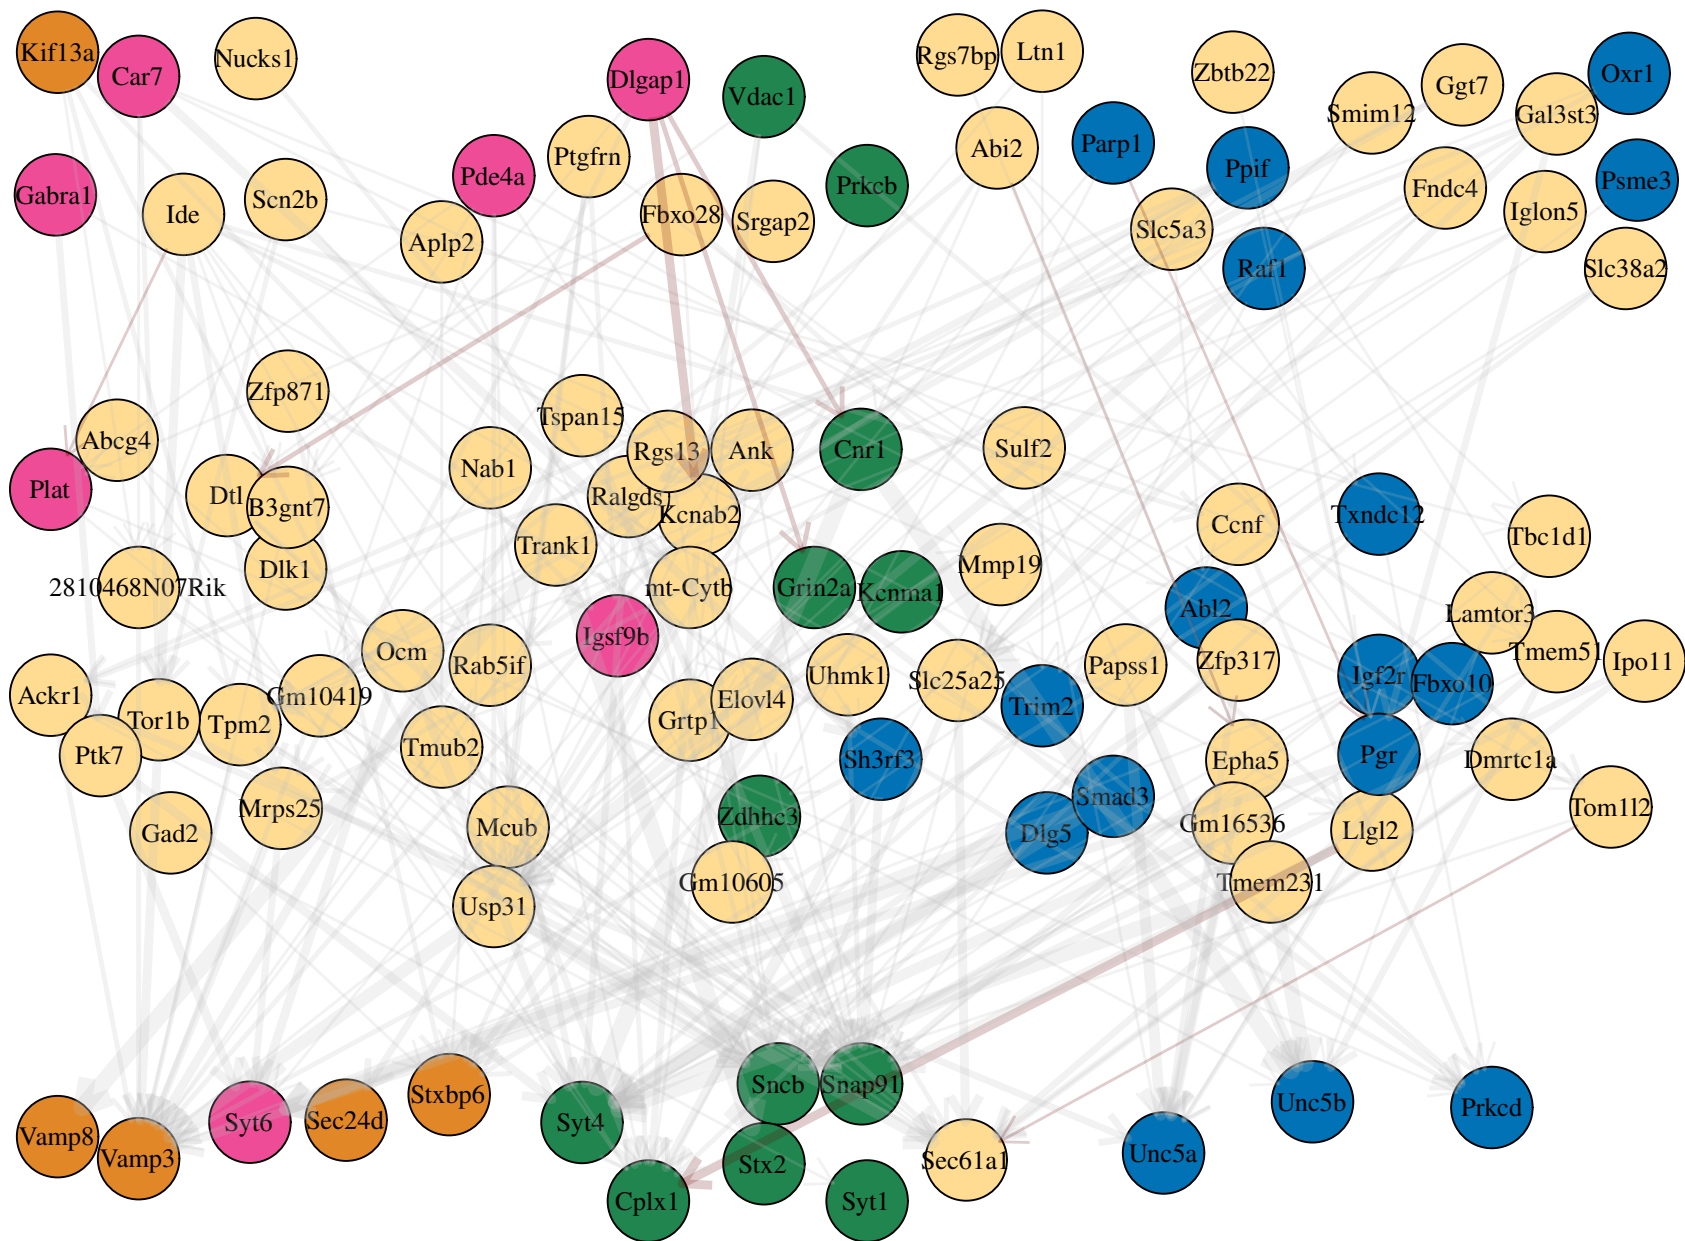 Kif13a
Car7
Nucks1
Dlgap1
Vdac1
Rgs7bp
Ltn1
Zbtb22
Smim12
Ggt7
Gal3st3
Oxr1
Gabra1
Ide
Scn2b
Pde4a
Aplp2
Ptgfrn
Fbxo28
Srgap2
Prkcb
Abi2
Parp1
Ppif
Slc5a3
Raf1
Fndc4
Iglon5
Psme3
Slc38a2
Zfp871
Abcg4
Plat
Dtl
B3gnt7
Dlk1
2810468N07Rik
Nab1
Tspan15
Rgs13
Ank
Ralgds
Kcnab2
Trank1
mt-Cytb
Igsf9b
Cnr1
Grin2a
Kcnma1
Sulf2
Mmp19
Ccnf
Txndc12
Tbc1d1
Abl2
Zfp317
Papss1
Lamtor3
Tmem51
Ipo11
Igf2r
Fbxo10
Ackr1
Tor1b
Ptk7
Tpm2
Gm10419
Ocm
Rab5if
Tmub2
Gad2
Mrps25
Mcub
Usp31
Grtp1
Elovl4
Uhmk1
Slc25a25
Trim2
Sh3rf3
Zdhhc3
Gm10605
Dlg5
Smad3
Epha5
Gm16536
Tmem231
Pgr
Llgl2
Dmrtc1a
Tom1l2
Vamp8
Vamp3
Syt6
Sec24d
Stxbp6
Syt4
Cplx1
Sncb
Snap91
Stx2
Syt1
Sec61a1
Unc5a
Unc5b
Prkcd